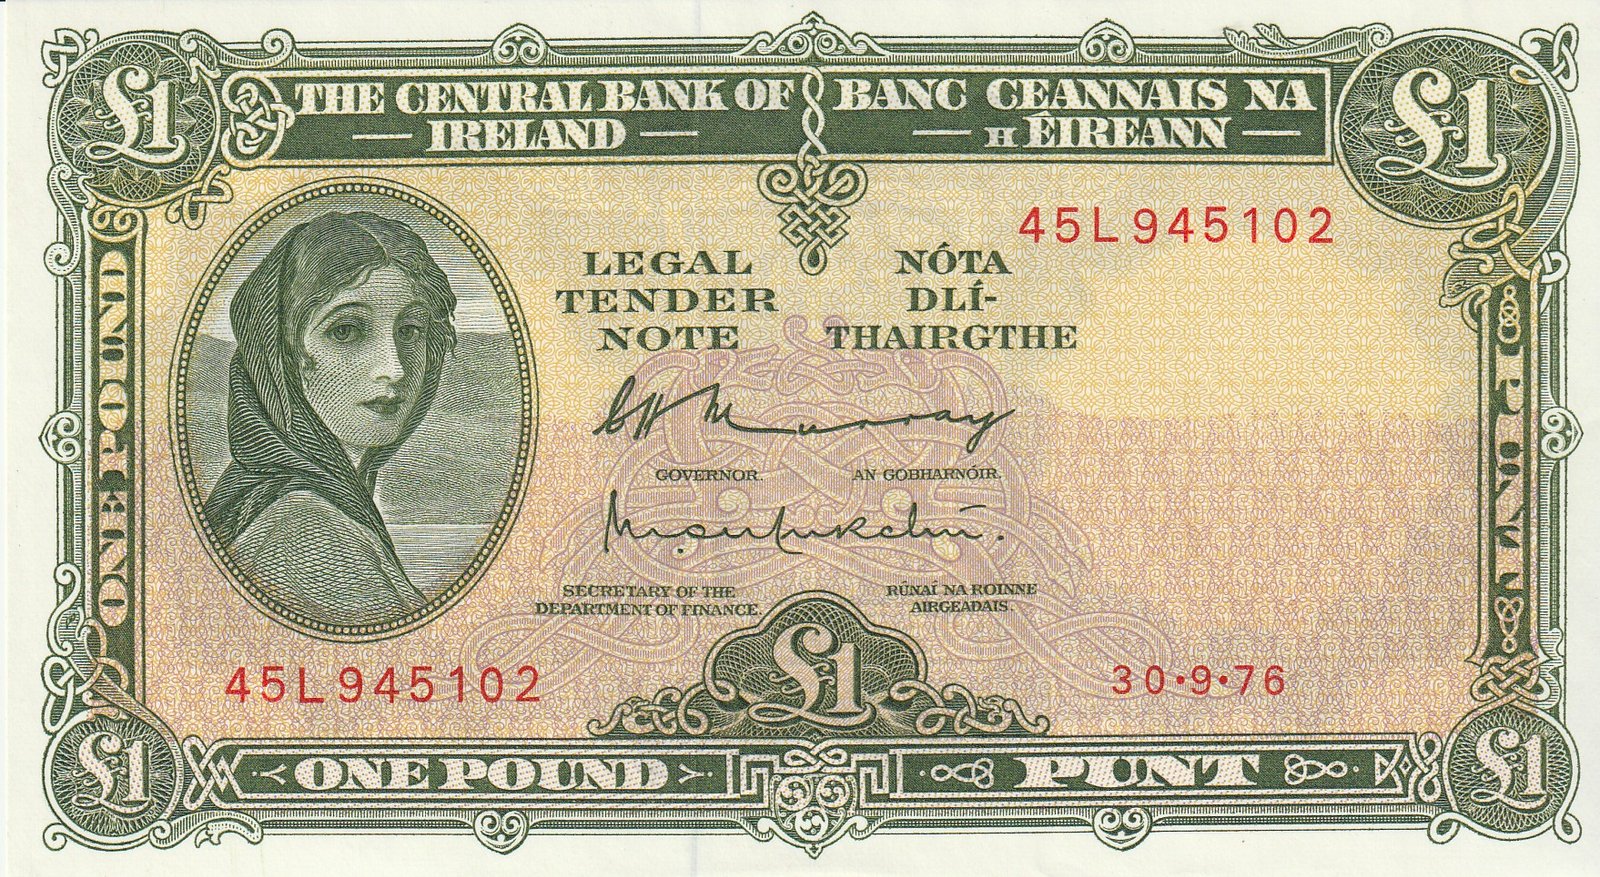 £1
THE CENTRAL BANK OF
IRELAND
BANC CEANNAIS NA
H ÉIREANN
£1
45L945102
LEGAL
TENDER
NOTE
NÓTA
DLÍ-
THAIRGTHE
ONE POUND
PUNT
GOVERNOR.
AN GOBHARNÓIR.
SECRETARY OF THE
DEPARTMENT OF FINANCE.
RÚNAÍ NA ROINNE
AIRGEADAIS.
45L945102
£1
30·9·76
£1
ONE POUND
PUNT
£1